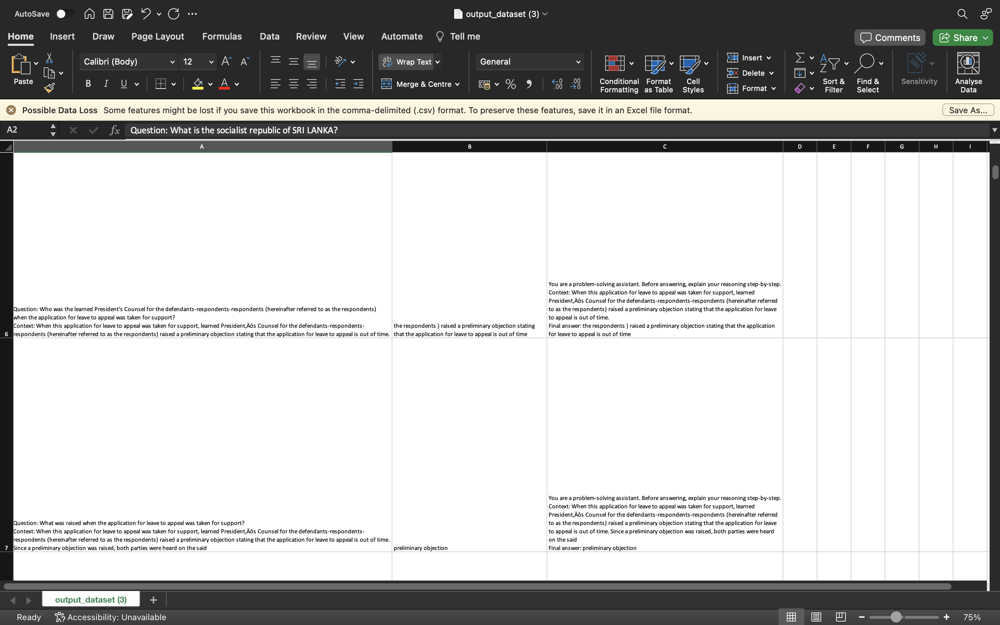 AutoSave
output_dataset (3)
Home Insert Draw Page Layout Formulas Data Review View Automate Tell me
Comments Share
Paste
Calibri (Body) 12
B I U
A
ab
Wrap Text
Merge & Centre
General
% .00
Conditional Formatting
Format as Table
Cell Styles
Insert
Delete
Format
Sort & Filter
Find & Select
Sensitivity
Analyse Data
Possible Data Loss Some features might be lost if you save this workbook in the comma-delimited (.csv) format. To preserve these features, save it in an Excel file format.
Save As...
A2 fx Question: What is the socialist republic of SRI LANKA?
A B C D E F G H I
6
Question: Who was the learned President's Counsel for the defendants-respondents-respondents (hereinafter referred to as the respondents)
when the application for leave to appeal was taken for support?
Context: When this application for leave to appeal was taken for support, learned President‚Äôs Counsel for the defendants-respondents-
respondents (hereinafter referred to as the respondents) raised a preliminary objection stating that the application for leave to appeal is out of time.
the respondents ) raised a preliminary objection stating
that the application for leave to appeal is out of time
You are a problem-solving assistant. Before answering, explain your reasoning step-by-step.
Context: When this application for leave to appeal was taken for support, learned
President‚Äôs Counsel for the defendants-respondents-respondents (hereinafter referred
to as the respondents) raised a preliminary objection stating that the application for leave
to appeal is out of time.
Final answer: the respondents ) raised a preliminary objection stating that the application
for leave to appeal is out of time
7
Question: What was raised when the application for leave to appeal was taken for support?
Context: When this application for leave to appeal was taken for support, learned President‚Äôs Counsel for the defendants-respondents-
respondents (hereinafter referred to as the respondents) raised a preliminary objection stating that the application for leave to appeal is out of time.
Since a preliminary objection was raised, both parties were heard on the said
preliminary objection
You are a problem-solving assistant. Before answering, explain your reasoning step-by-step.
Context: When this application for leave to appeal was taken for support, learned
President‚Äôs Counsel for the defendants-respondents-respondents (hereinafter referred
to as the respondents) raised a preliminary objection stating that the application for leave
to appeal is out of time. Since a preliminary objection was raised, both parties were heard
on the said
Final answer: preliminary objection
output_dataset (3)
Ready Accessibility: Unavailable
75%